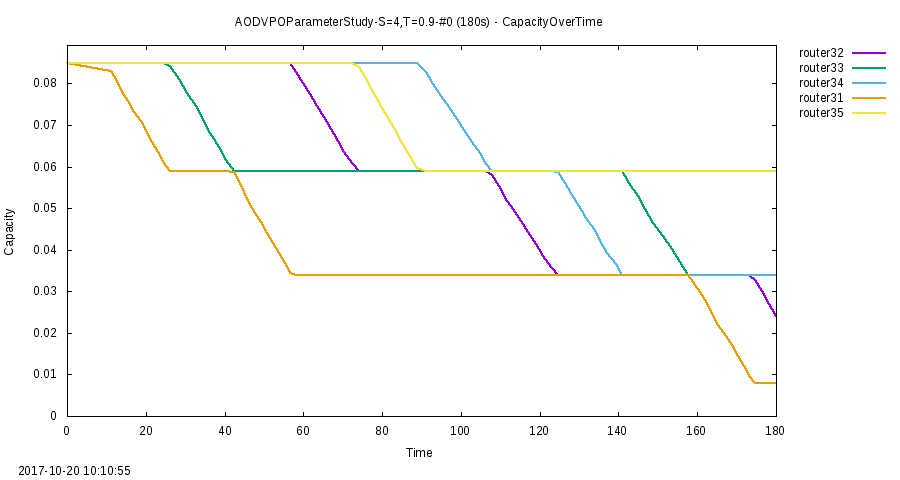 AODVPOParameterStudy-S=4,T=0.9-#0 (180s) - CapacityOverTime
router32
router33
router34
router31
router35
0.08
0.07
0.06
0.05
0.04
0.03
0.02
0.01
0
Capacity
0 20 40 60 80 100 120 140 160 180
Time
2017-10-20 10:10:55